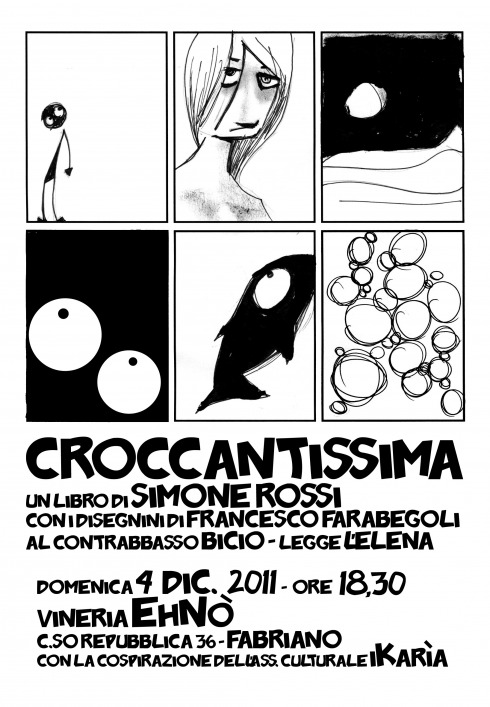 CROCCANTISSIMA
UN LIBRO DI SIMONE ROSSI
CON I DISEGNINI DI FRANCESCO FARABEGOLI
AL CONTRABBASSO BICIO - LEGGE L'ELENA
DOMENICA 4 DIC. 2011 - ORE 18,30
VINERIA EHNÒ
C.SO REPUBBLICA 36 - FABRIANO
CON LA COSPIRAZIONE DELL'ASS. CULTURALE IKARÌA